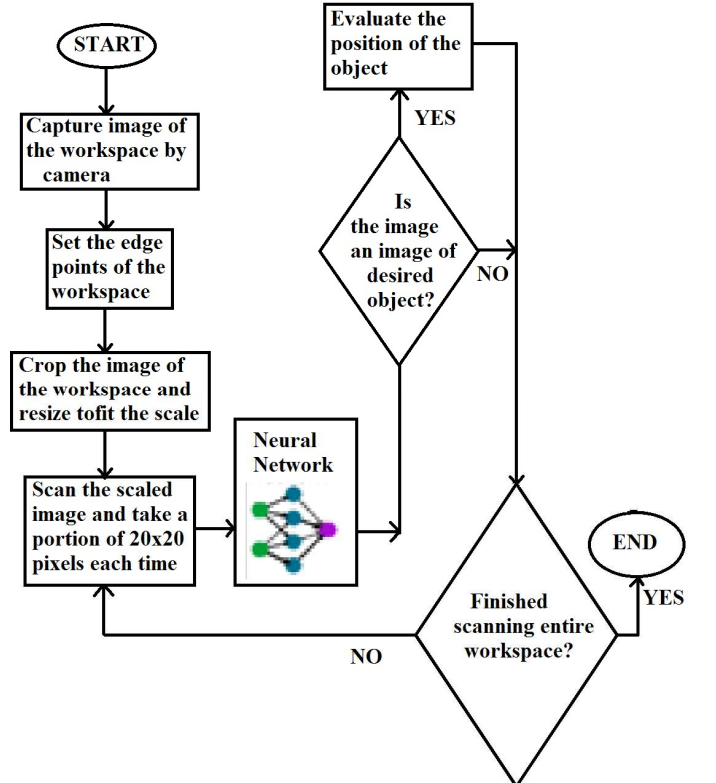 START
Capture image of
the workspace by
camera
Set the edge
points of the
workspace
Crop the image of
the workspace and
resize tofit the scale
Scan the scaled
image and take a
portion of 20x20
pixels each time
Neural
Network
Is
the image
an image of
desired
object?
YES
Evaluate the
position of the
object
NO
Finished
scanning entire
workspace?
NO
YES
END